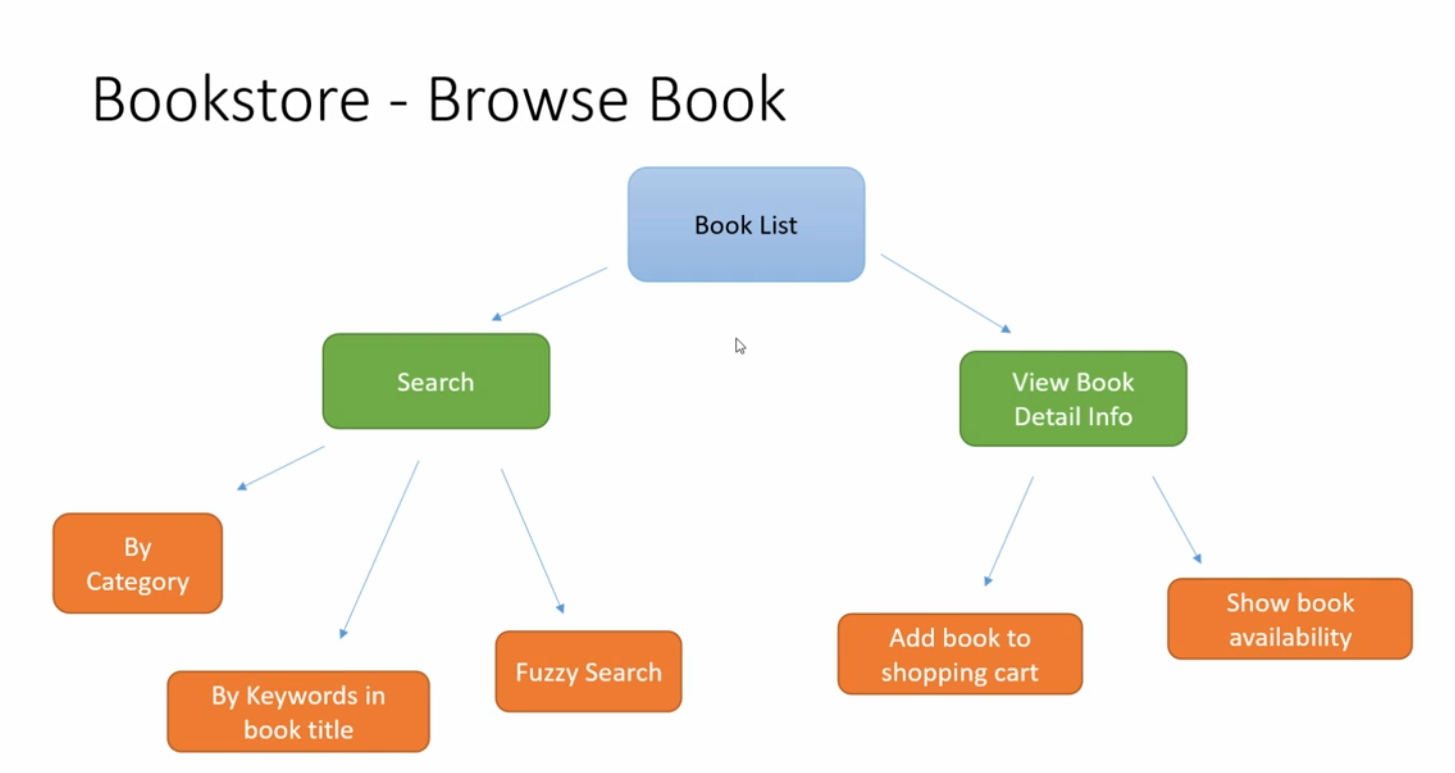 Bookstore - Browse Book
Book List
Search
View Book
Detail Info
By
Category
By Keywords in
book title
Fuzzy Search
Add book to
shopping cart
Show book
availability